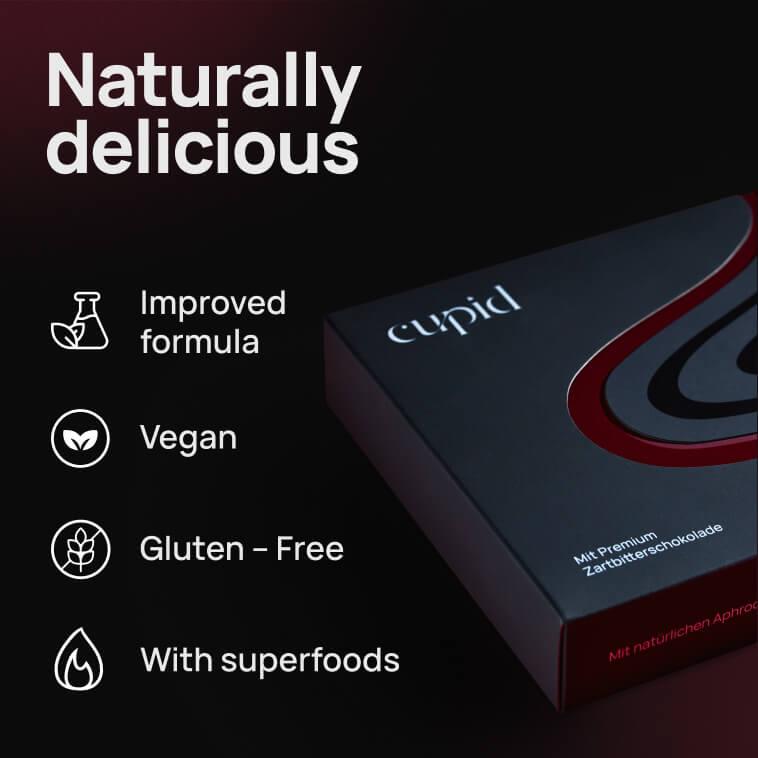 Naturally
delicious
Improved
formula
Vegan
Gluten – Free
With superfoods
cupid
Mit Premium
Zartbitterschokolade
Mit natürlichen